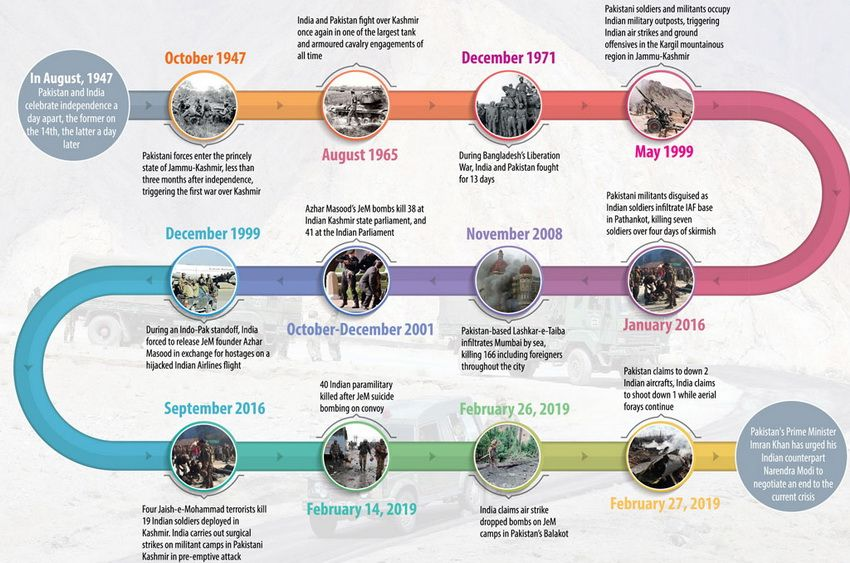 In August, 1947
Pakistan and India
celebrate independence a
day apart, the former on
the 14th, the latter a day
later
October 1947
Pakistani forces enter the princely
state of Jammu-Kashmir, less than
three months after independence,
triggering the first war over Kashmir
India and Pakistan fight over Kashmir
once again in one of the largest tank
and armoured cavalry engagements of
all time
August 1965
December 1971
During Bangladesh's Liberation
War, India and Pakistan fought
for 13 days
Pakistani soldiers and militants occupy
Indian military outposts, triggering
Indian air strikes and ground
offensives in the Kargil mountainous
region in Jammu-Kashmir
May 1999
December 1999
During an Indo-Pak standoff, India
forced to release JeM founder Azhar
Masood in exchange for hostages on a
hijacked Indian Airlines flight
Azhar Masood's JeM bombs kill 38 at
Indian Kashmir state parliament, and
41 at the Indian Parliament
October-December 2001
November 2008
Pakistan-based Lashkar-e-Taiba
infiltrates Mumbai by sea,
killing 166 including foreigners
throughout the city
Pakistani militants disguised as
Indian soldiers infiltrate IAF base
in Pathankot, killing seven
soldiers over four days of skirmish
January 2016
September 2016
Four Jaish-e-Mohammad terrorists kill
19 Indian soldiers deployed in
Kashmir. India carries out surgical
strikes on militant camps in Pakistani
Kashmir in pre-emptive attack
40 Indian paramilitary
killed after JeM suicide
bombing on convoy
February 14, 2019
February 26, 2019
India claims air strike
dropped bombs on JeM
camps in Pakistan's Balakot
Pakistan claims to down 2
Indian aircrafts, India claims
to shoot down 1 while aerial
forays continue
February 27, 2019
Pakistan's Prime Minister
Imran Khan has urged his
Indian counterpart
Narendra Modi to
negotiate an end to the
current crisis